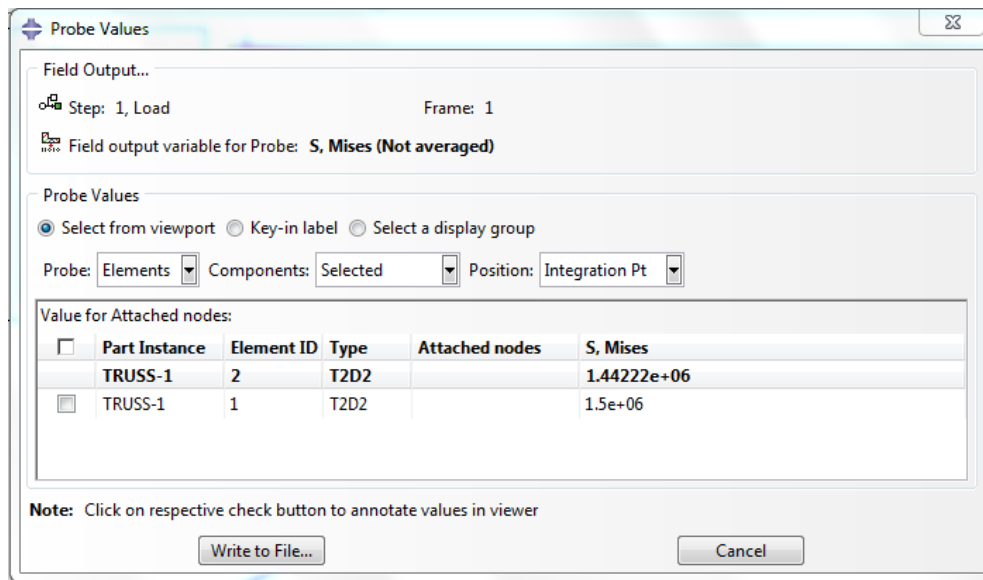 Probe Values
Field Output...
Step: 1, Load Frame: 1
Field output variable for Probe: S, Mises (Not averaged)
Probe Values
Select from viewport Key-in label Select a display group
Probe: Elements Components: Selected Position: Integration Pt
Value for Attached nodes:
Part Instance Element ID Type Attached nodes S, Mises
TRUSS-1 2 T2D2 1.44222e+06
TRUSS-1 1 T2D2 1.5e+06
Note: Click on respective check button to annotate values in viewer
Write to File... Cancel